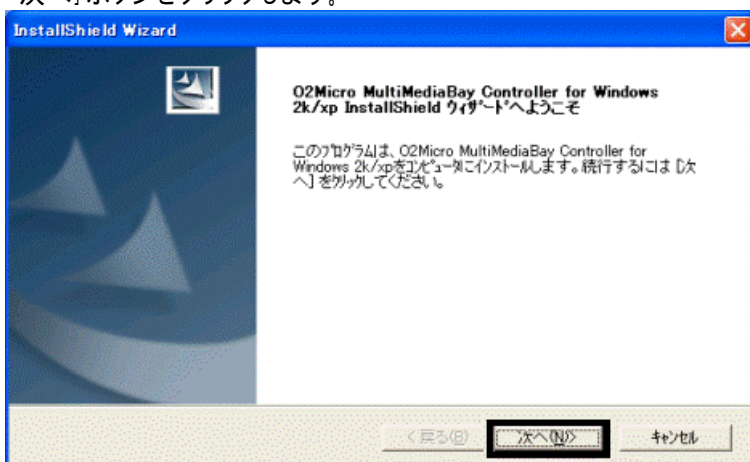 次へ]ボタンをクリックします。
InstallShield Wizard
O2Micro MultiMediaBay Controller for Windows
2k/xp InstallShield ウィザードへようこそ
このプログラムは、O2Micro MultiMediaBay Controller for
Windows 2k/xpをコンピュータにインストールします。続行するには [次
へ] をクリックしてください。
< 戻る(B)
次へ(N)>
キャンセル